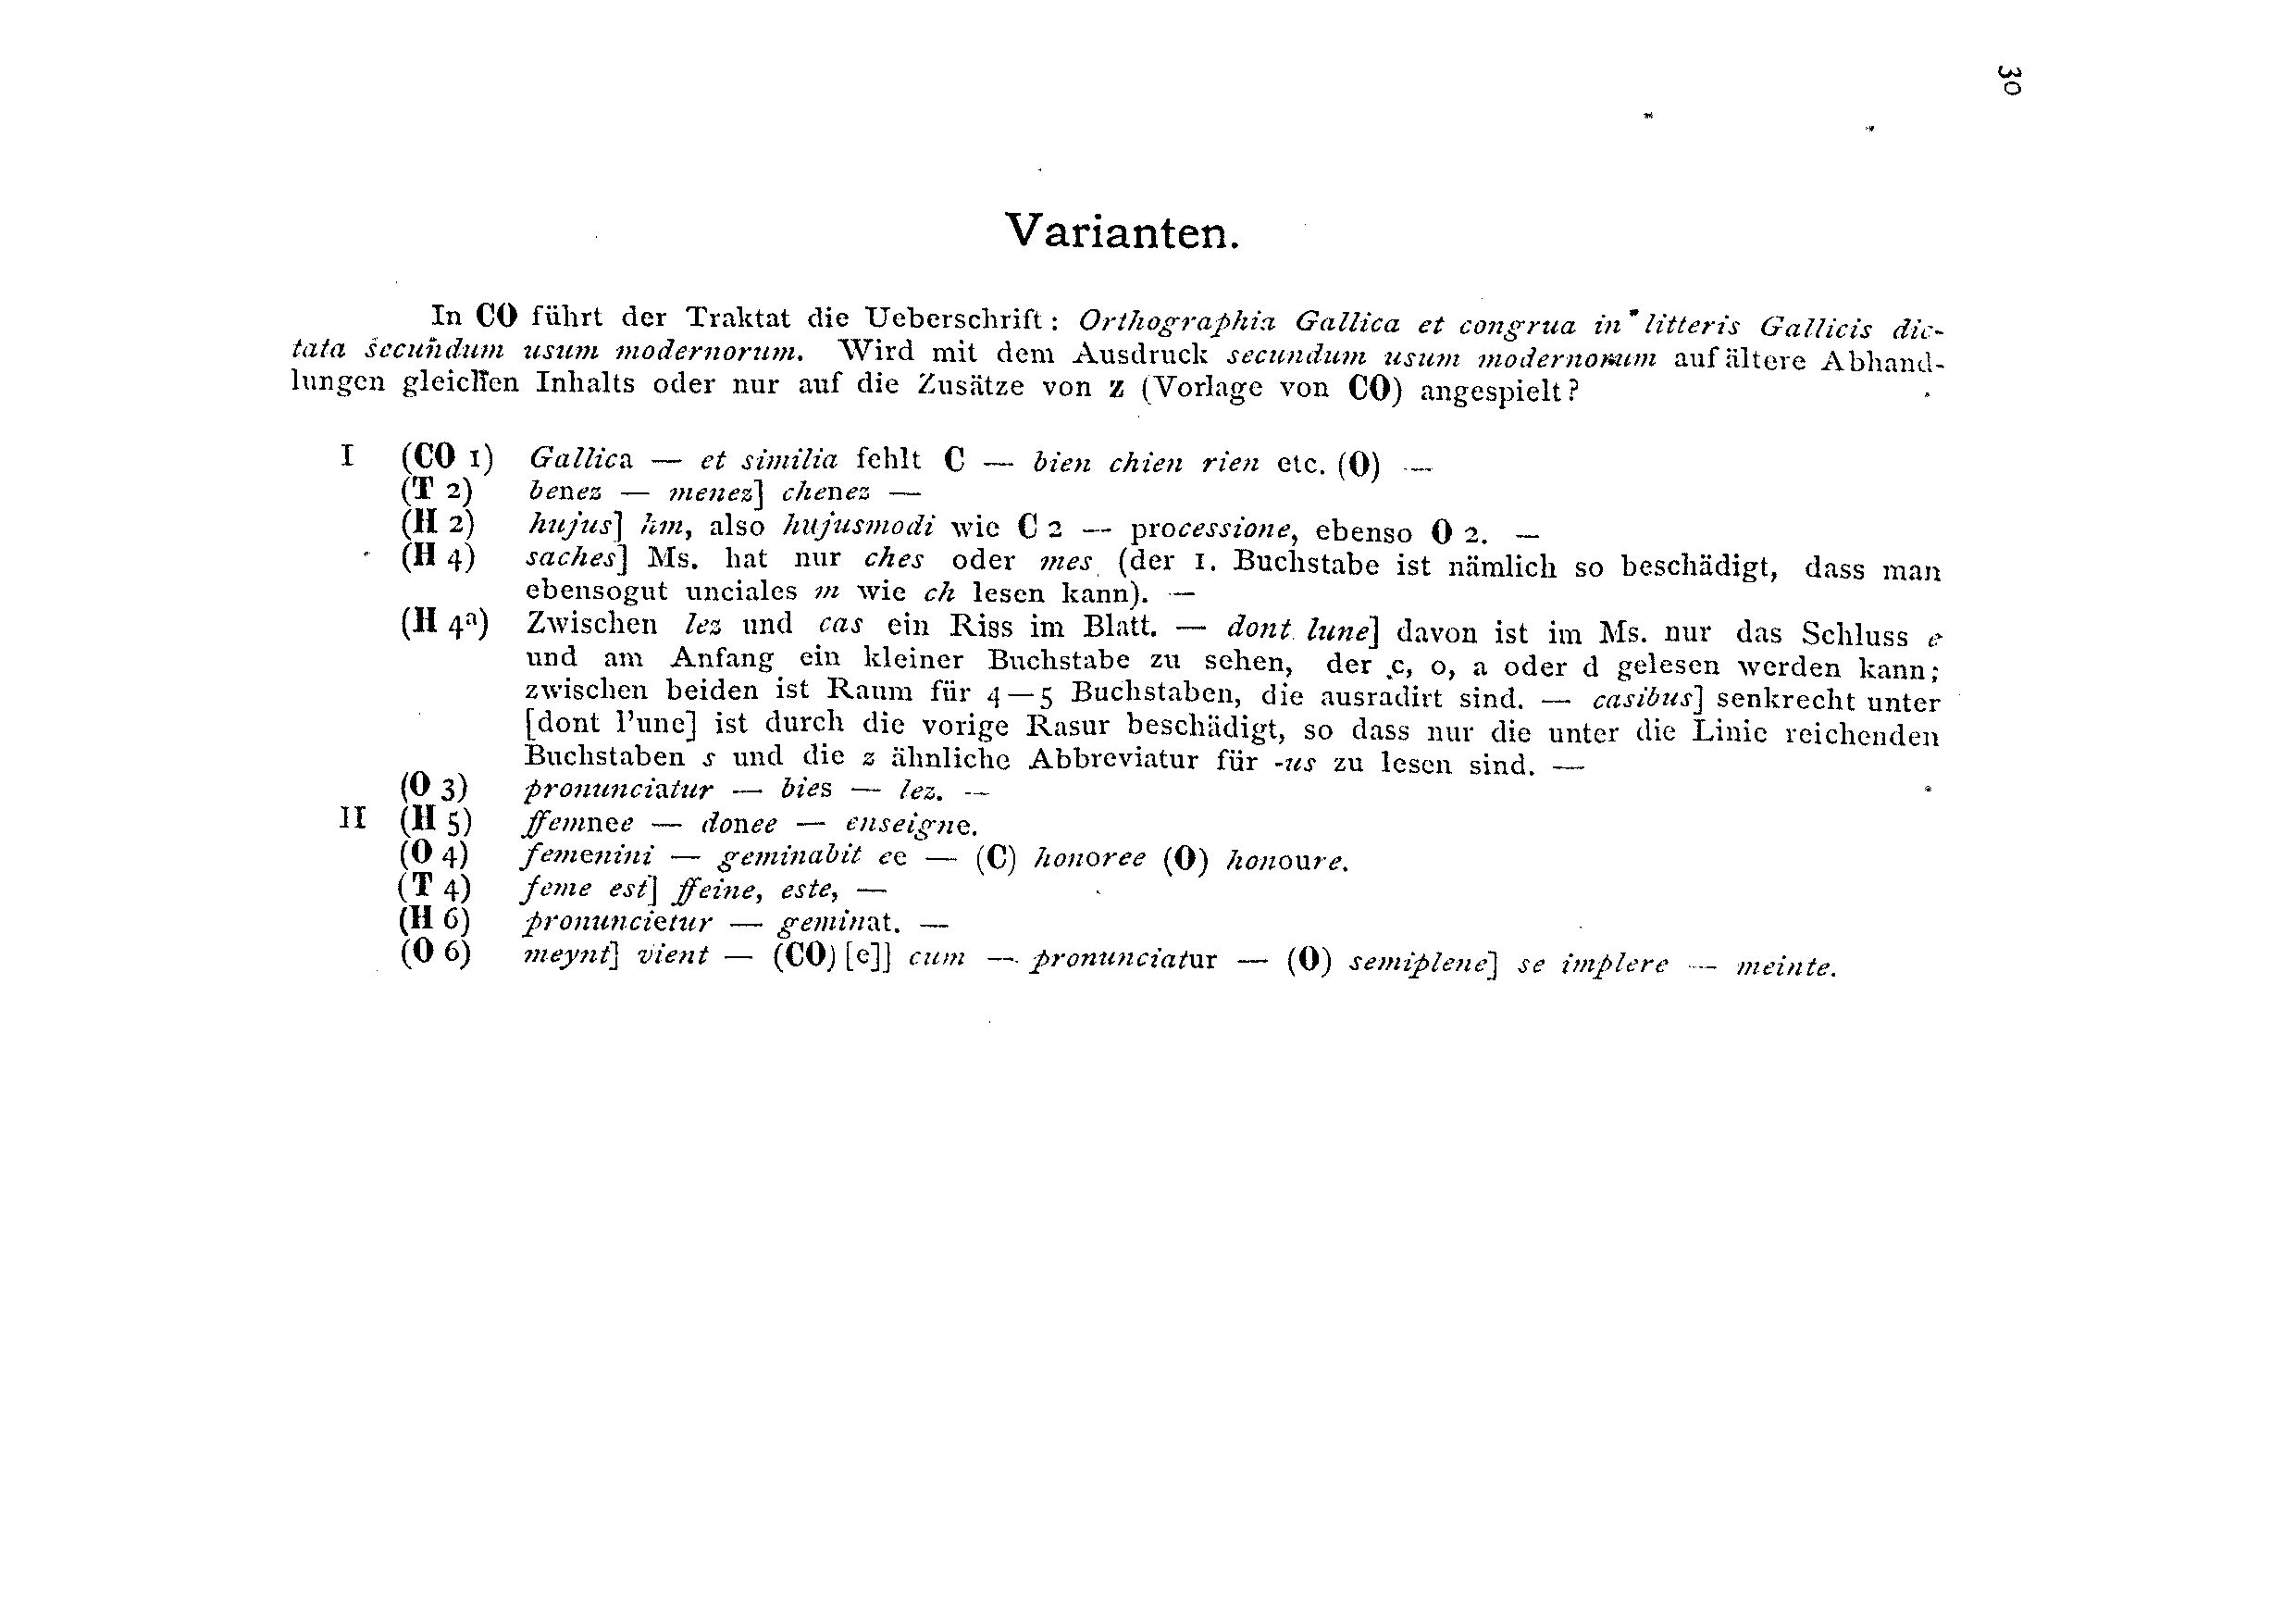 30
Varianten.
In CO führt der Traktat die Ueberschrift: Orthographia Gallica et congrua in litteris Gallicis dic-
tata secundum usum modernorum. Wird mit dem Ausdruck secundum usum modernorum auf ältere Abhand-
lungen gleichen Inhalts oder nur auf die Zusätze von z (Vorlage von CO) angespielt?
I (CO 1) Gallica — et similia fehlt C — bien chien rien etc. (O) —
(T 2) benez — menez] chenez —
(H 2) hujus] hm, also hujusmodi wie C 2 — processione, ebenso O 2. —
(H 4) saches] Ms. hat nur ches oder mes (der 1. Buchstabe ist nämlich so beschädigt, dass man
ebensogut unciales m wie ch lesen kann). —
(H 4a) Zwischen lez und cas ein Riss im Blatt. — dont lune] davon ist im Ms. nur das Schluss e
und am Anfang ein kleiner Buchstabe zu sehen, der c, o, a oder d gelesen werden kann;
zwischen beiden ist Raum für 4—5 Buchstaben, die ausradirt sind. — casibus] senkrecht unter
[dont l'une] ist durch die vorige Rasur beschädigt, so dass nur die unter die Linie reichenden
Buchstaben s und die z ähnliche Abbreviatur für -us zu lesen sind. —
(O 3) pronunciatur — bies — lez. —
II (H 5) ffemnee — donee — enseigne.
(O 4) femenini — geminabit ee — (C) honoree (O) honoure.
(T 4) feme est] ffeine, este, —
(H 6) pronuncietur — geminat. —
(O 6) meynt] vient — (CO) [e]] cum — pronunciatur — (O) semiplene] se implere — meinte.